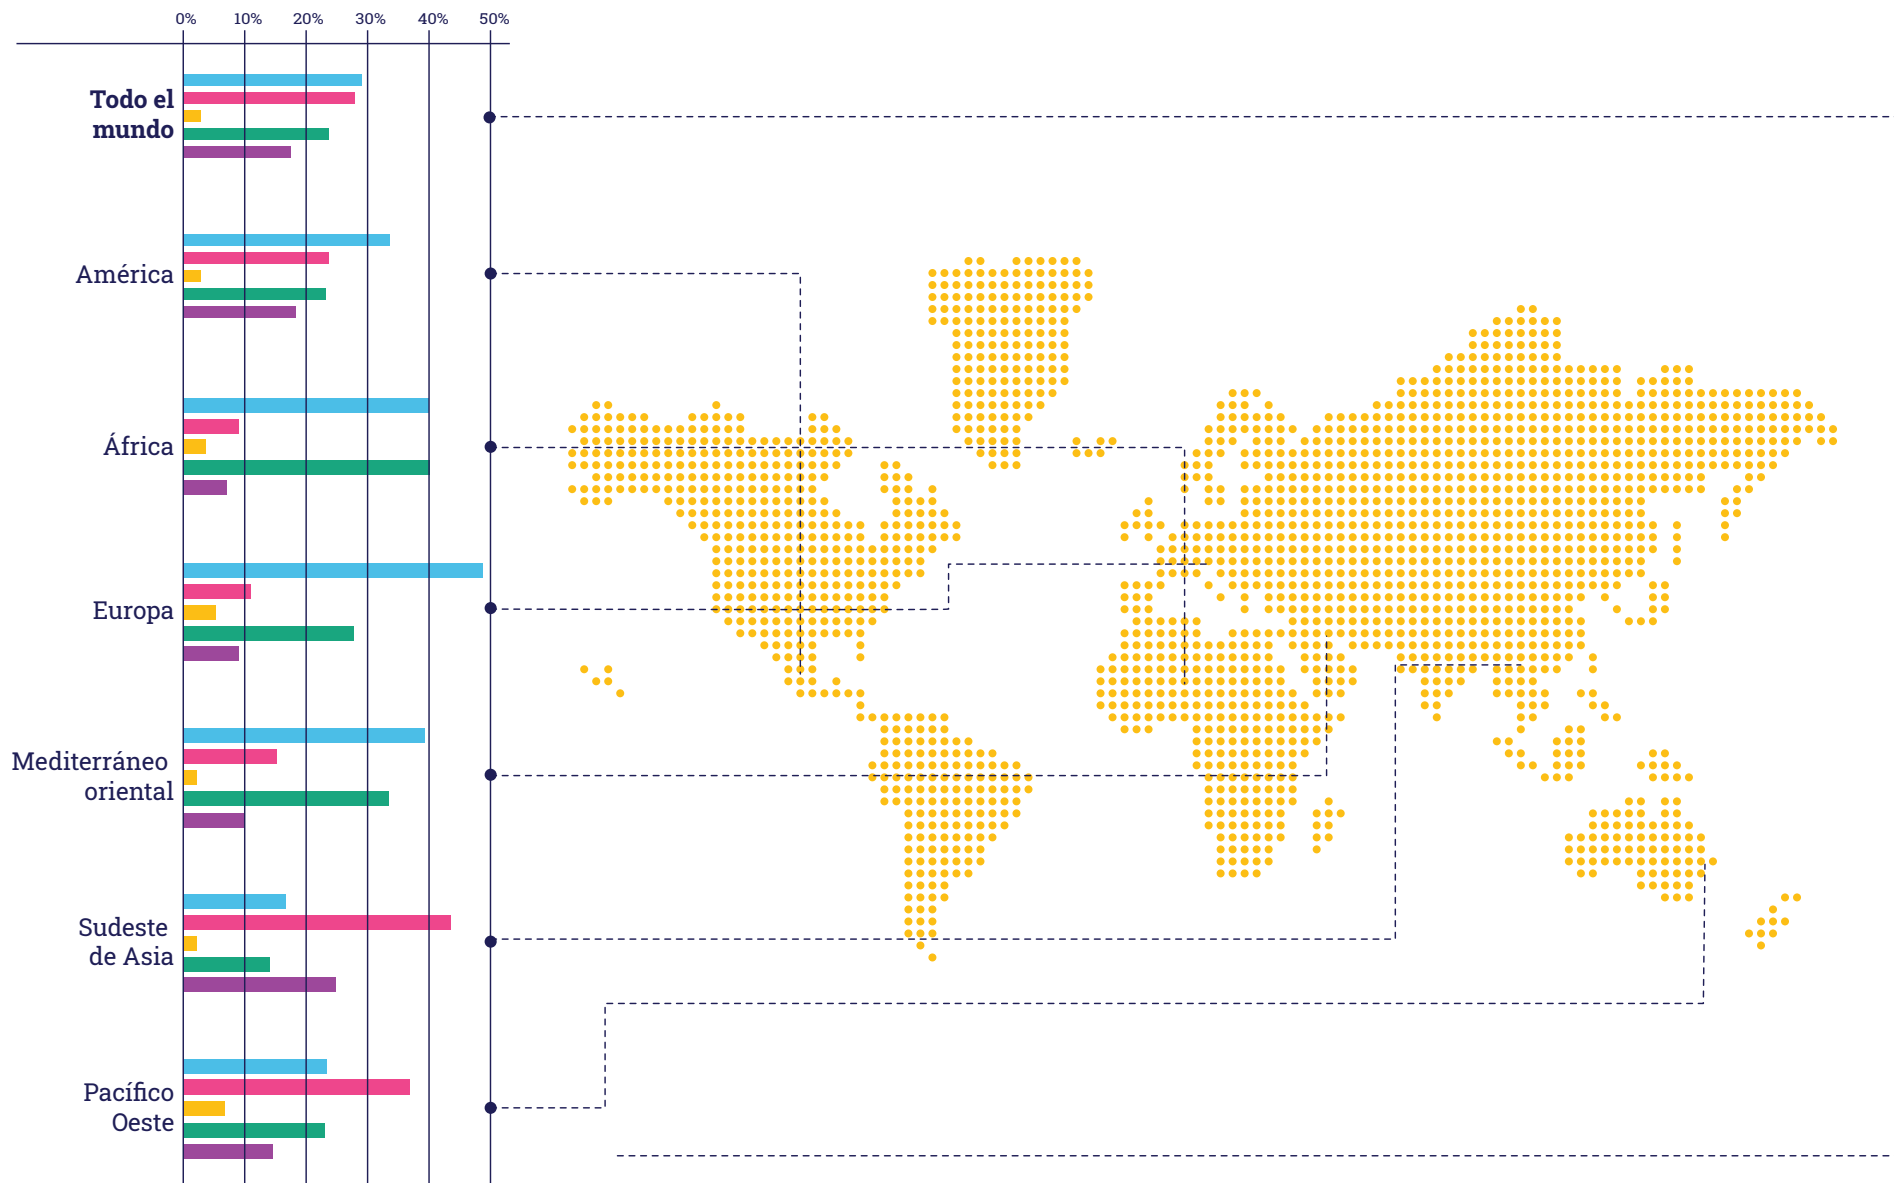 0% 10% 20% 30% 40% 50%
Todo el
mundo
América
África
Europa
Mediterráneo
oriental
Sudeste
de Asia
Pacífico
Oeste